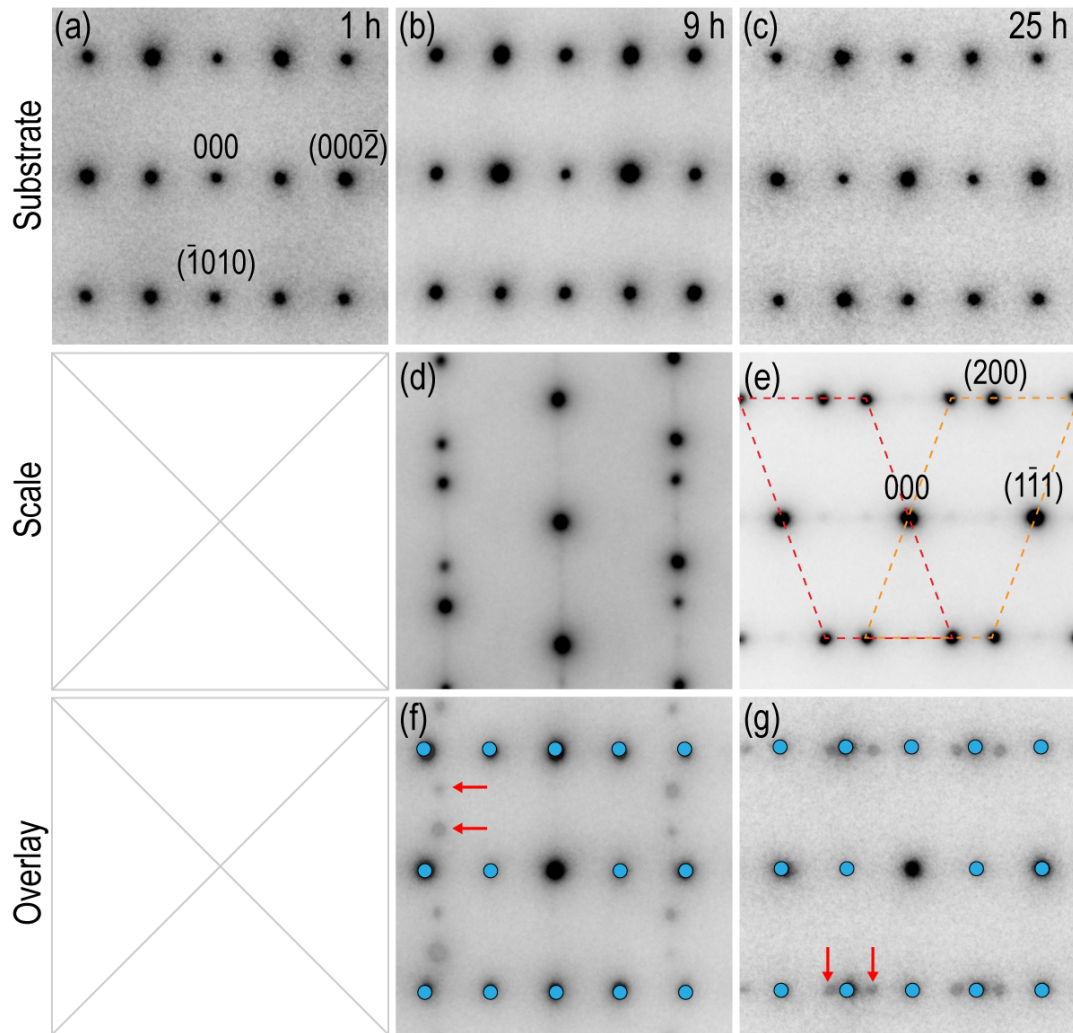 (a) 1 h
(b) 9 h
(c) 25 h
Substrate
000
(0002̄)
(1̄010)
Scale
(d)
(e)
(200)
000
(11̄1)
Overlay
(f)
(g)